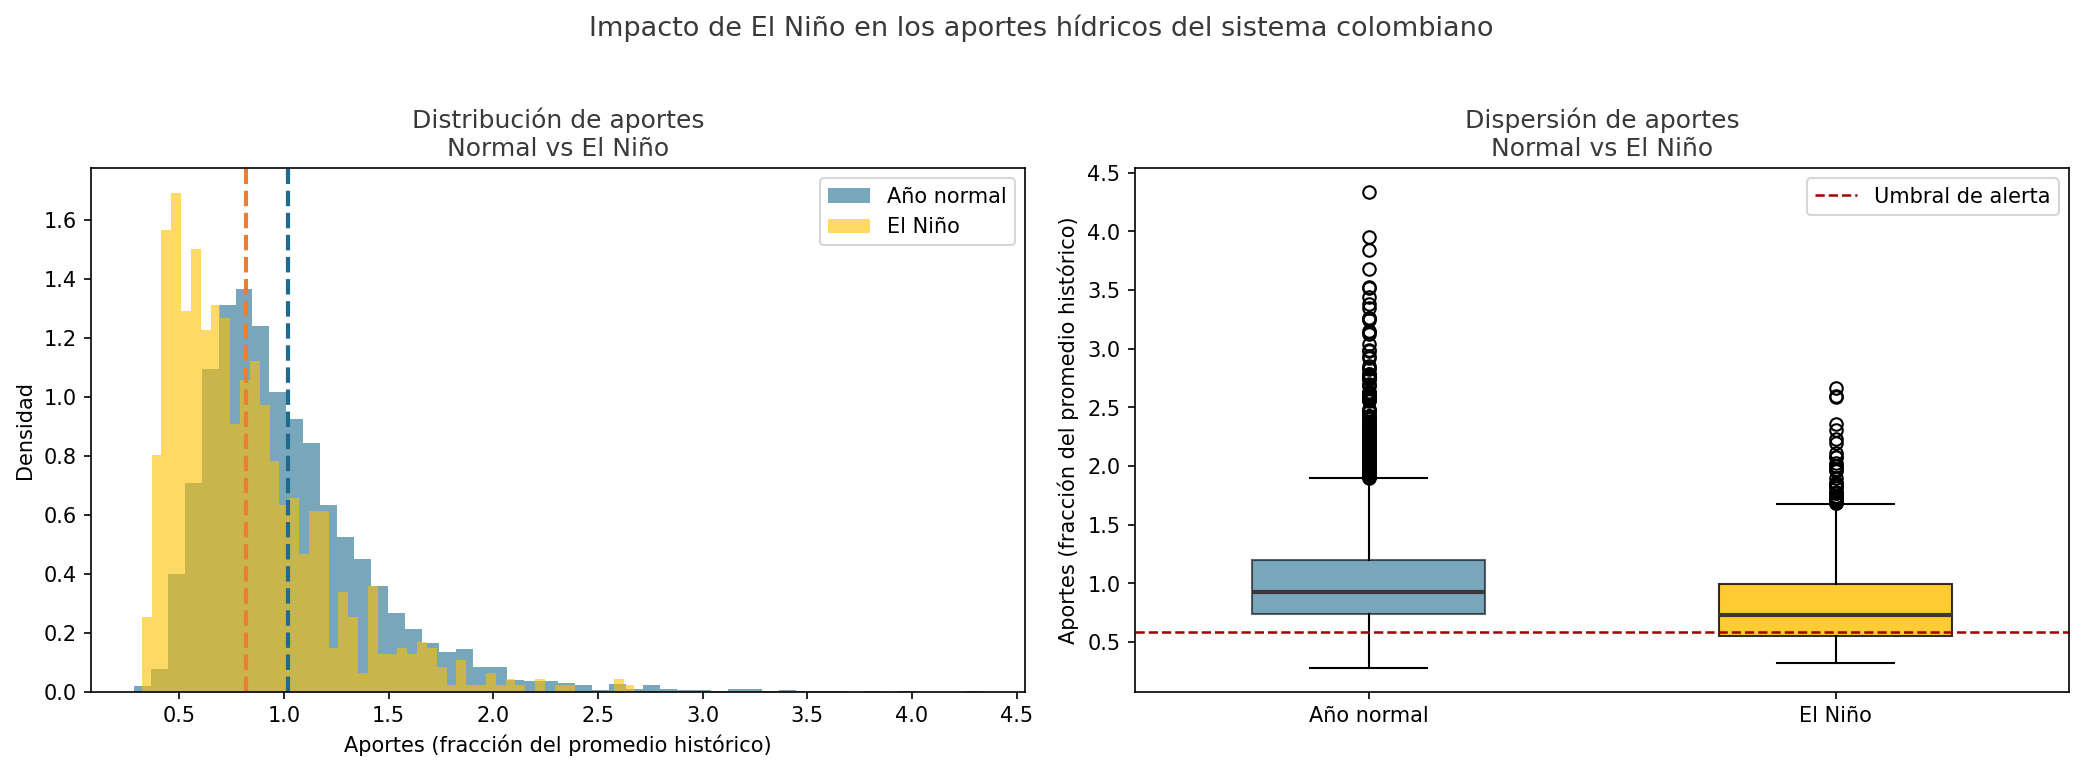 Impacto de El Niño en los aportes hídricos del sistema colombiano
Distribución de aportes
Normal vs El Niño
Año normal
El Niño
Densidad
1.6
1.4
1.2
1.0
0.8
0.6
0.4
0.2
0.0
0.5
1.0
1.5
2.0
2.5
3.0
3.5
4.0
4.5
Aportes (fracción del promedio histórico)
Dispersión de aportes
Normal vs El Niño
Umbral de alerta
Aportes (fracción del promedio histórico)
4.5
4.0
3.5
3.0
2.5
2.0
1.5
1.0
0.5
Año normal
El Niño